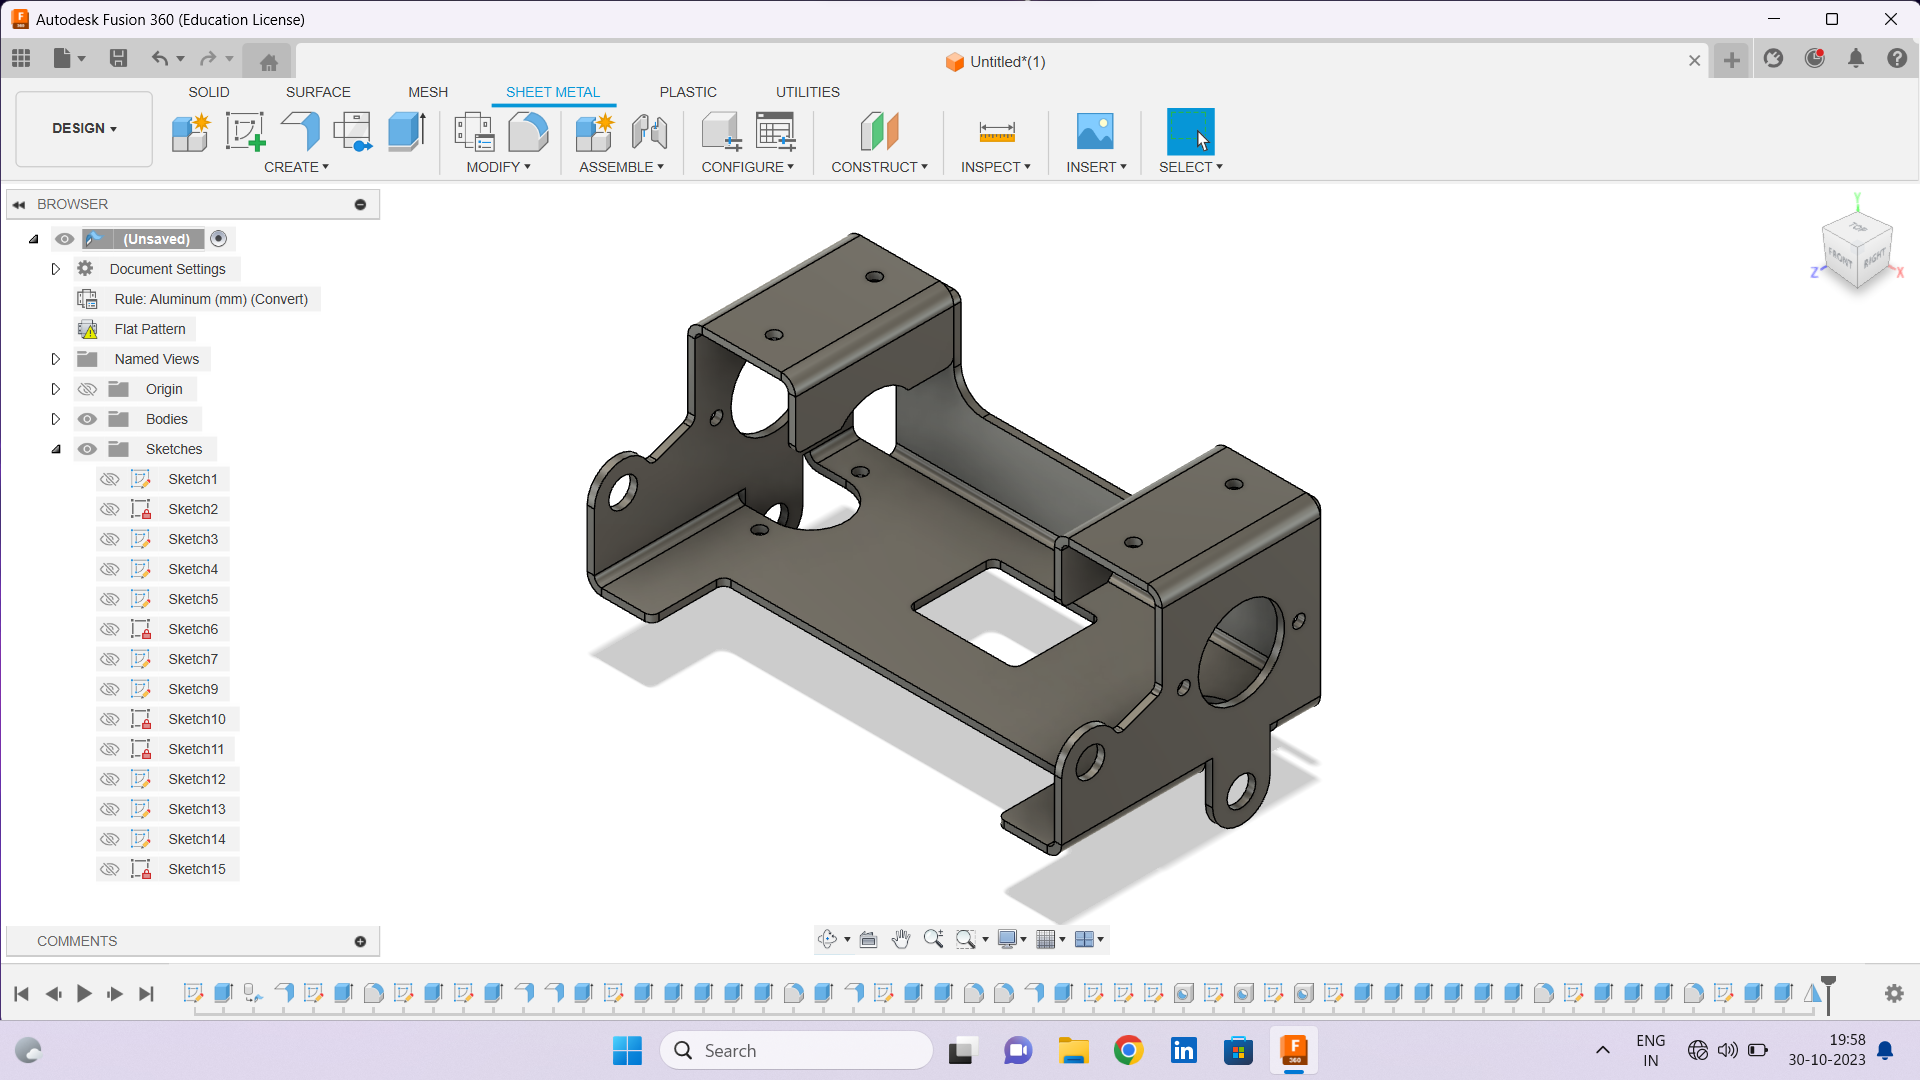 Autodesk Fusion 360 (Education License)
Untitled*(1)
SOLID SURFACE MESH SHEET METAL PLASTIC UTILITIES
DESIGN
CREATE MODIFY ASSEMBLE CONFIGURE CONSTRUCT INSPECT INSERT SELECT
BROWSER
(Unsaved)
Document Settings
Rule: Aluminum (mm) (Convert)
Flat Pattern
Named Views
Origin
Bodies
Sketches
Sketch1
Sketch2
Sketch3
Sketch4
Sketch5
Sketch6
Sketch7
Sketch9
Sketch10
Sketch11
Sketch12
Sketch13
Sketch14
Sketch15
Y
TOP
FRONT RIGHT
Z X
COMMENTS
Search
F
360
ENG
IN
19:58
30-10-2023